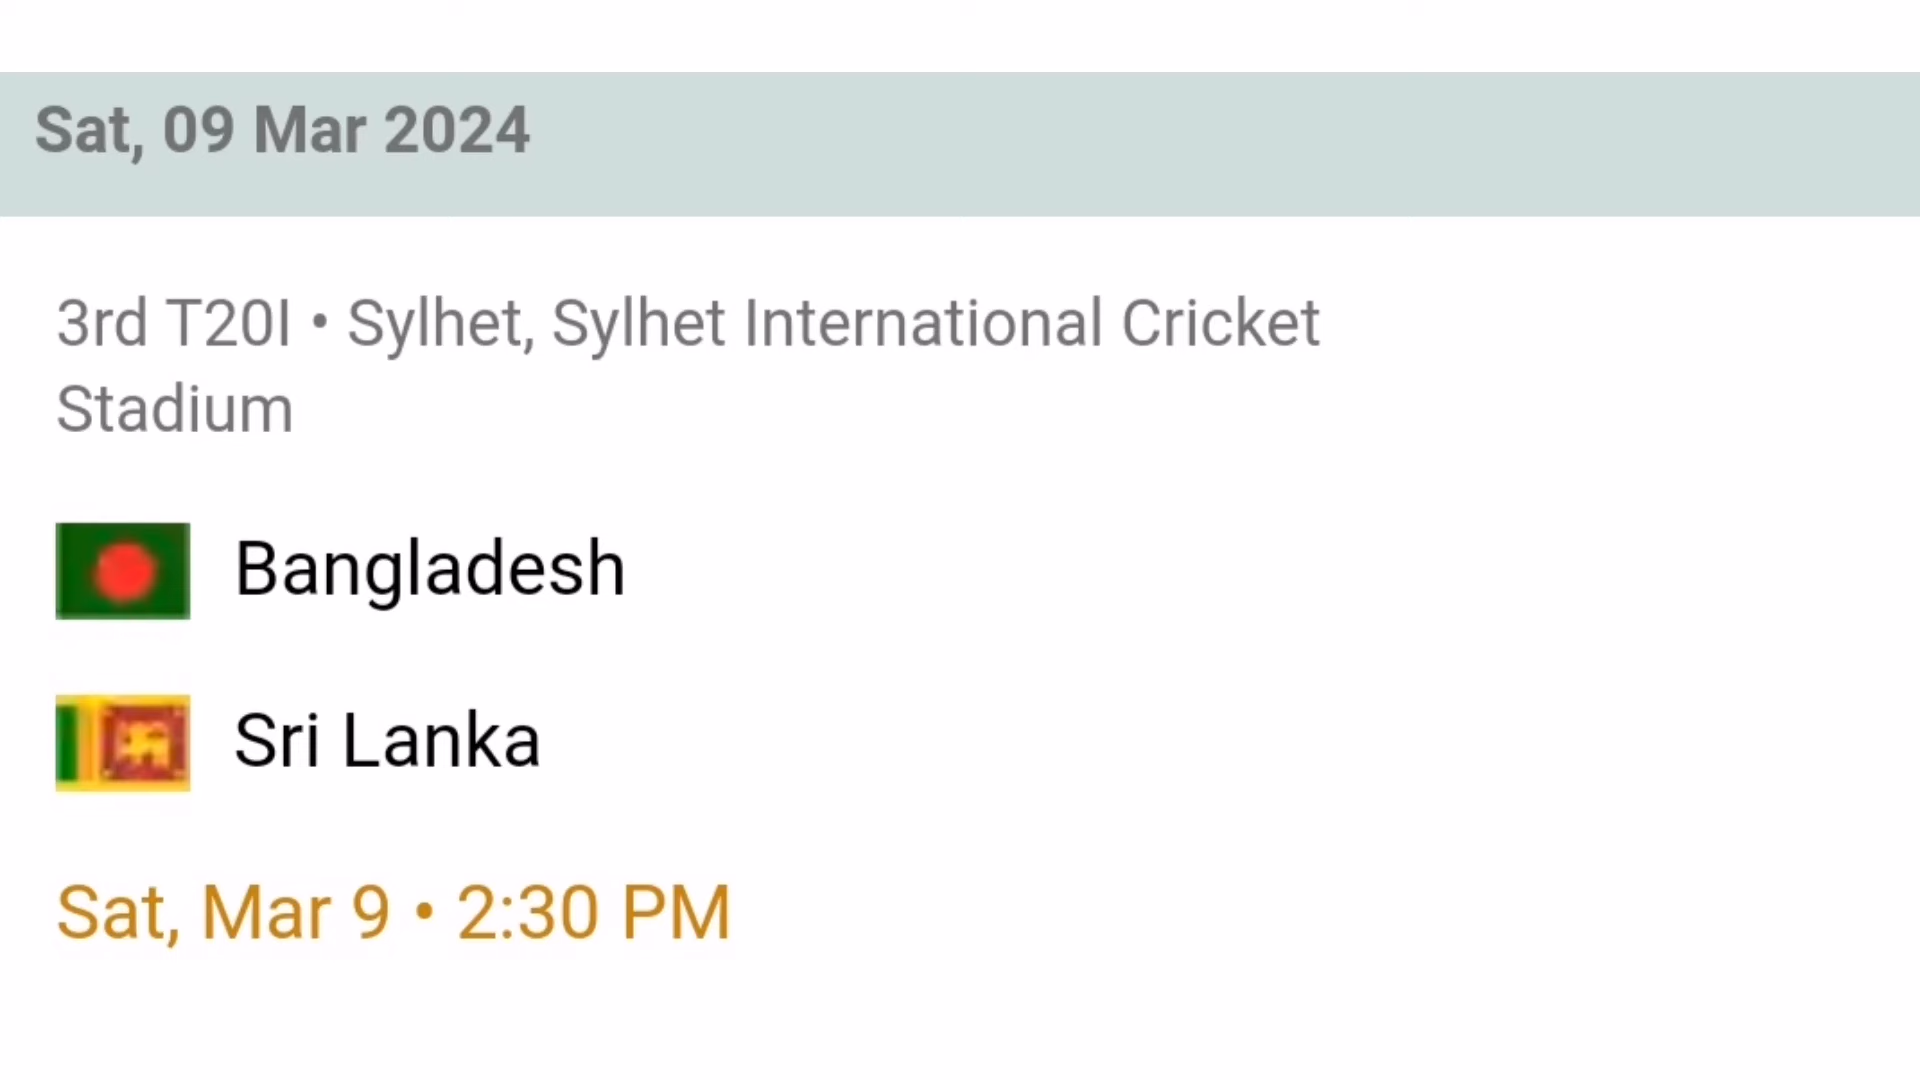 Sat, 09 Mar 2024
3rd T20I • Sylhet, Sylhet International Cricket
Stadium
Bangladesh
Sri Lanka
Sat, Mar 9 • 2:30 PM